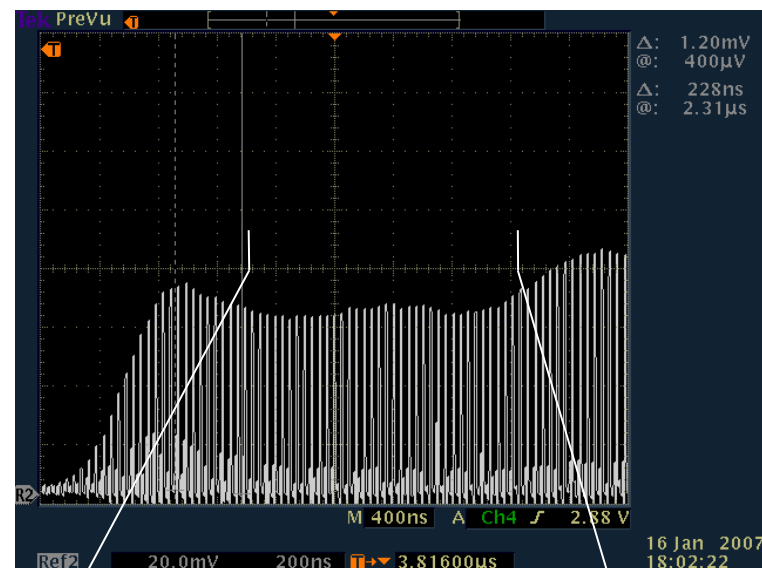 Tek PreVu
T
Δ: 1.20mV
@: 400μV
Δ: 228ns
@: 2.31μs
R2
M 400ns A Ch4 ʃ 2.88 V
Ref2 20.0mV 200ns T→▼ 3.81600μs
16 Jan 2007
18:02:22